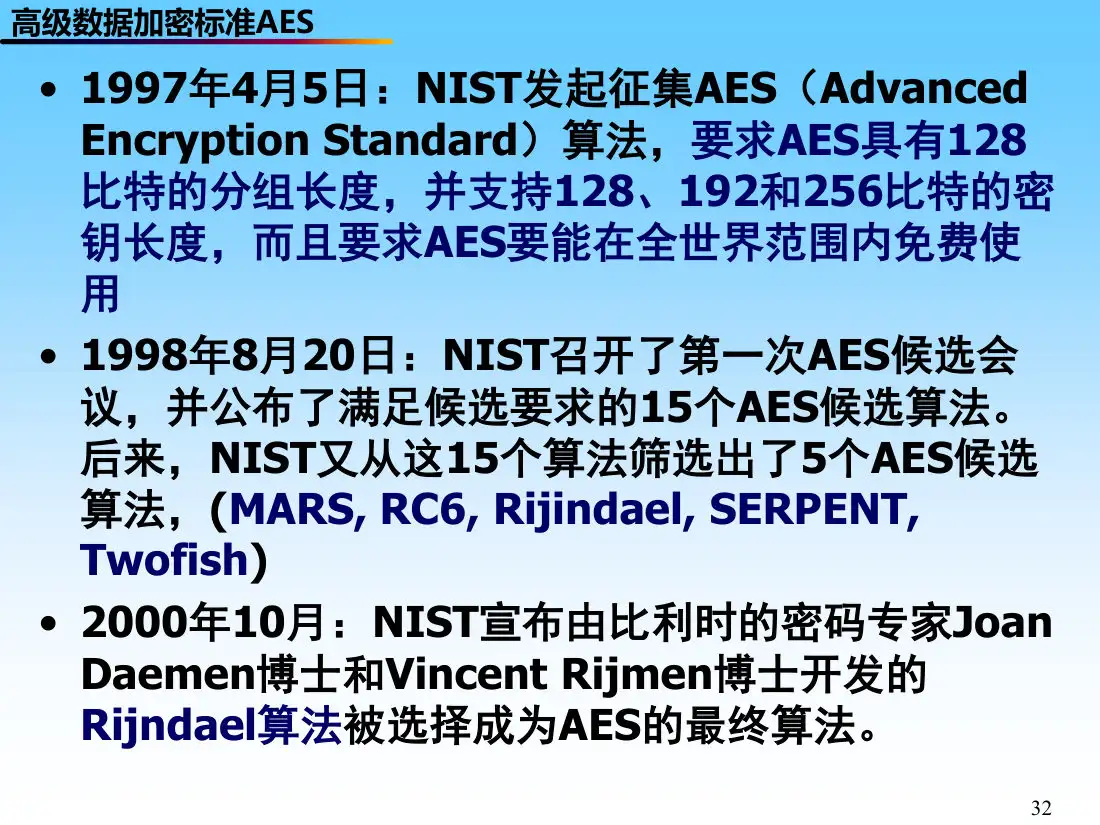 高级数据加密标准AES
• 1997年4月5日：NIST发起征集AES（Advanced
Encryption Standard）算法，要求AES具有128
比特的分组长度，并支持128、192和256比特的密
钥长度，而且要求AES要能在全世界范围内免费使
用
• 1998年8月20日：NIST召开了第一次AES候选会
议，并公布了满足候选要求的15个AES候选算法。
后来，NIST又从这15个算法筛选出了5个AES候选
算法，(MARS, RC6, Rijindael, SERPENT,
Twofish)
• 2000年10月：NIST宣布由比利时的密码专家Joan
Daemen博士和Vincent Rijmen博士开发的
Rijndael算法被选择成为AES的最终算法。
32